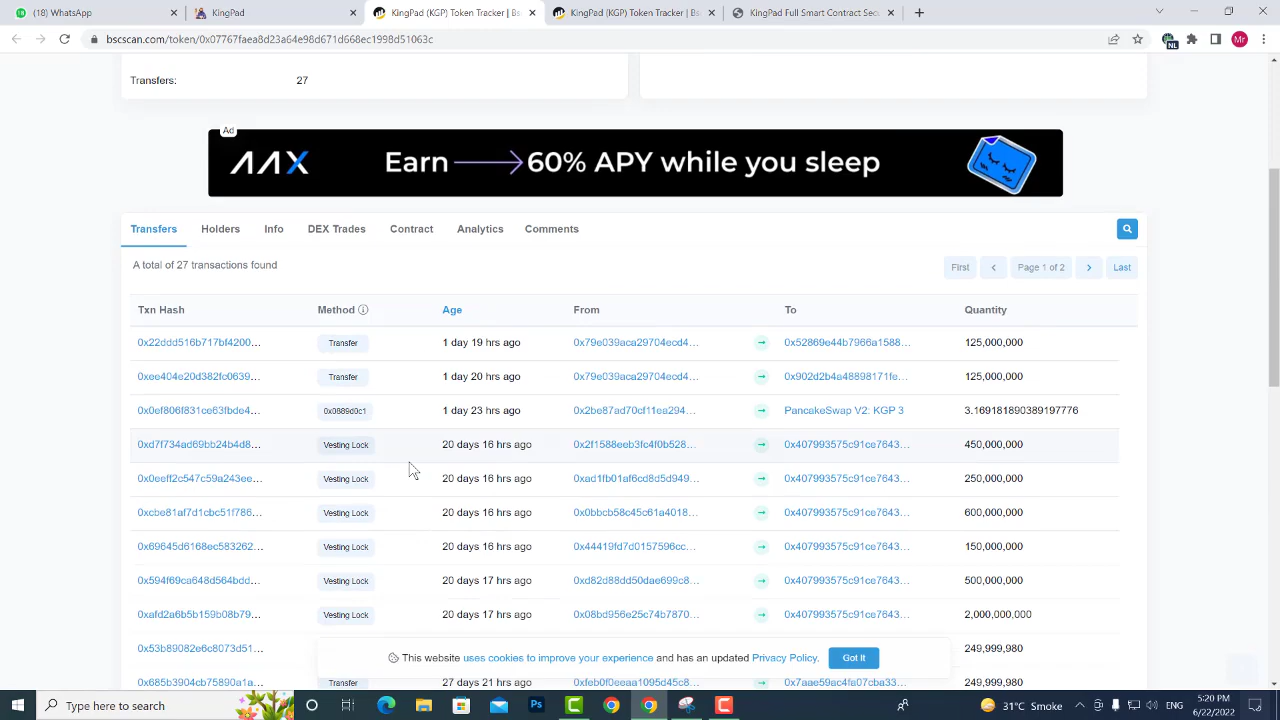 (18) WhatsApp
KingPad
KingPad (KGP) Token Tracker | Bs
KingPad (KGP) Token Tracker | Bs
KingPad Full Smart Contract Secu
bscscan.com/token/0x07767faea8d23a64e98d671d668ec1998d51063c
NL
Mr
Transfers: 27
Ad
AAX Earn 60% APY while you sleep
Transfers Holders Info DEX Trades Contract Analytics Comments
A total of 27 transactions found
First Page 1 of 2 Last
Txn Hash Method Age From To Quantity
0x22ddd516b717bf4200... Transfer 1 day 19 hrs ago 0x79e039aca29704ecd4... 0x52869e44b7966a1588... 125,000,000
0xee404e20d382fc0639... Transfer 1 day 20 hrs ago 0x79e039aca29704ecd4... 0x902d2b4a48898171fe... 125,000,000
0x0ef806f831ce63fbde4... 0x0889d9c1 1 day 23 hrs ago 0x2be87ad70cf11ea294... PancakeSwap V2: KGP 3 3.169181890389197776
0xd7f734ad69bb24b4d8... Vesting Lock 20 days 16 hrs ago 0x2f1588eeb3fc4f0b528... 0x407993575c91ce7643... 450,000,000
0x0eeff2c547c59a243ee... Vesting Lock 20 days 16 hrs ago 0xad1fb01af6cd8d5d949... 0x407993575c91ce7643... 250,000,000
0xcbe81af7d1cbc51f786... Vesting Lock 20 days 16 hrs ago 0x0bbcb58c45c61a4018... 0x407993575c91ce7643... 600,000,000
0x69645d6168ec583262... Vesting Lock 20 days 16 hrs ago 0x44419fd7d0157596cc... 0x407993575c91ce7643... 150,000,000
0x594f69ca648d564bdd... Vesting Lock 20 days 17 hrs ago 0xd82d88dd50dae699c8... 0x407993575c91ce7643... 500,000,000
0xafd2a6b5b159b08b79... Vesting Lock 20 days 17 hrs ago 0x08bd956e25c74b7870... 0x407993575c91ce7643... 2,000,000,000
0x53b89082e6c8073d51... 249,999,980
This website uses cookies to improve your experience and has an updated Privacy Policy. Got It
0x685b3904cb75890a1a... Transfer 27 days 21 hrs ago 0xfeb0f0eaaa1095d45c8... 0x7aae59ac4fa07cba33... 249,999,980
Type here to search
31°C Smoke
ENG
5:20 PM
6/22/2022